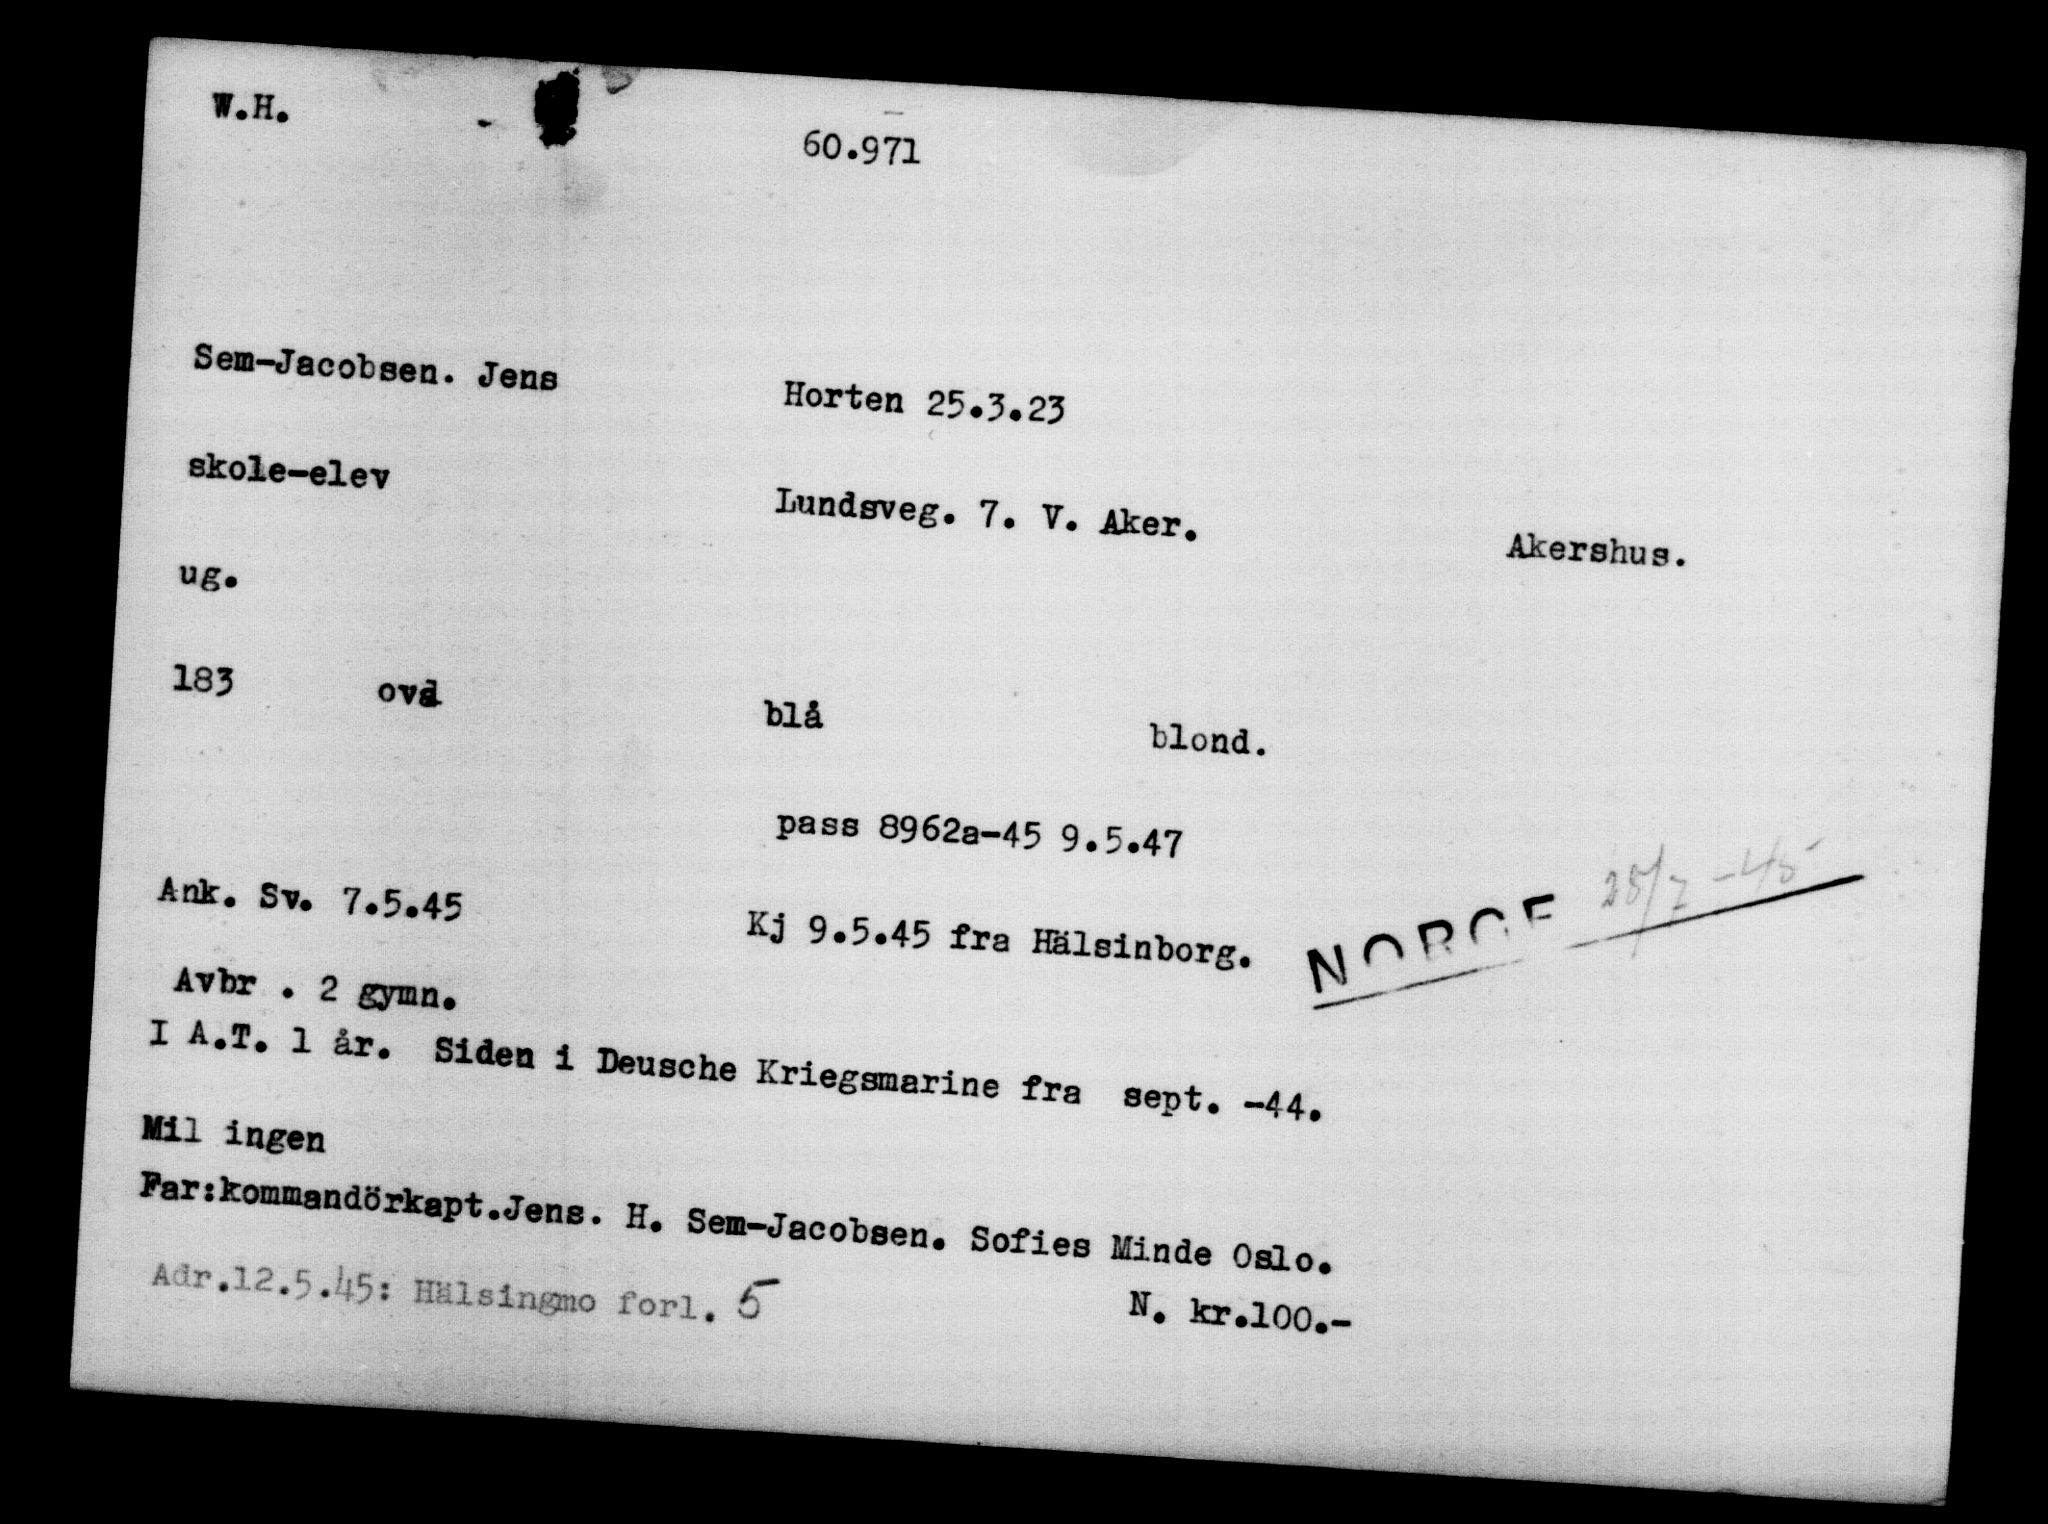 W.H.
60.971
Sem-Jacobsen. Jens Horten 25.3.23
skole-elev Lundsveg. 7. V. Aker. Akershus.
ug.
183 blå blond.
pass 8962a-45 9.5.47
Ank. Sv. 7.5.45 Kj 9.5.45 fra Hälsinborg. NORGE 28/7 -45
Avbr . 2 gymn.
I A.T. 1 år. Siden i Deusche Kriegsmarine fra sept. -44.
Mil ingen
Far:kommandörkapt.Jens. H. Sem-Jacobsen. Sofies Minde Oslo.
Adr.12.5.45: Hälsingmo forl. 5 N. kr.100.-